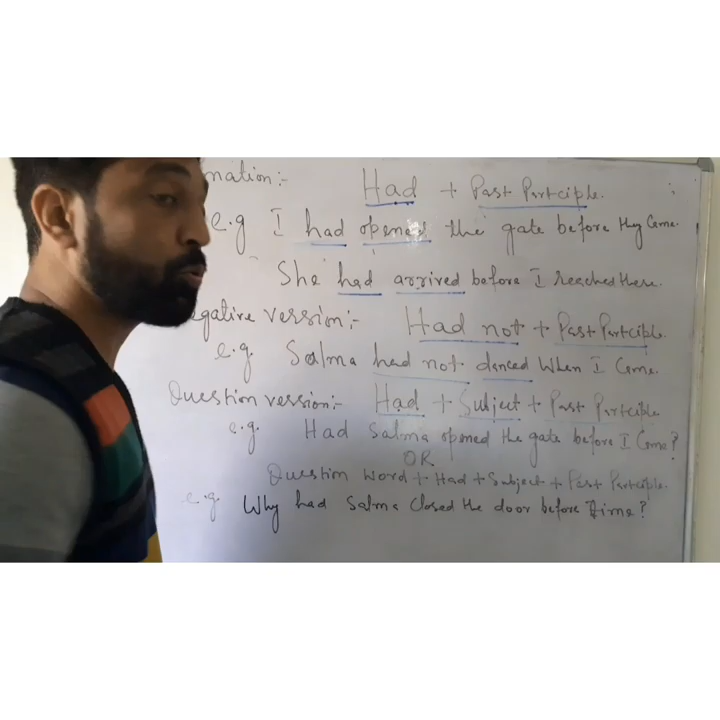 nation:- Had + Past Participle.
e.g I had opened the gate before they came.
She had arrived before I reached there.
egative version:- Had not + Past Participle.
e.g. Salma had not danced when I Came.
Question version:- Had + Subject + Past Participle
e.g. Had Salma opened the gate before I Came?
OR
Question word + Had + Subject + Past Participle.
e.g Why had Salma closed the door before time?